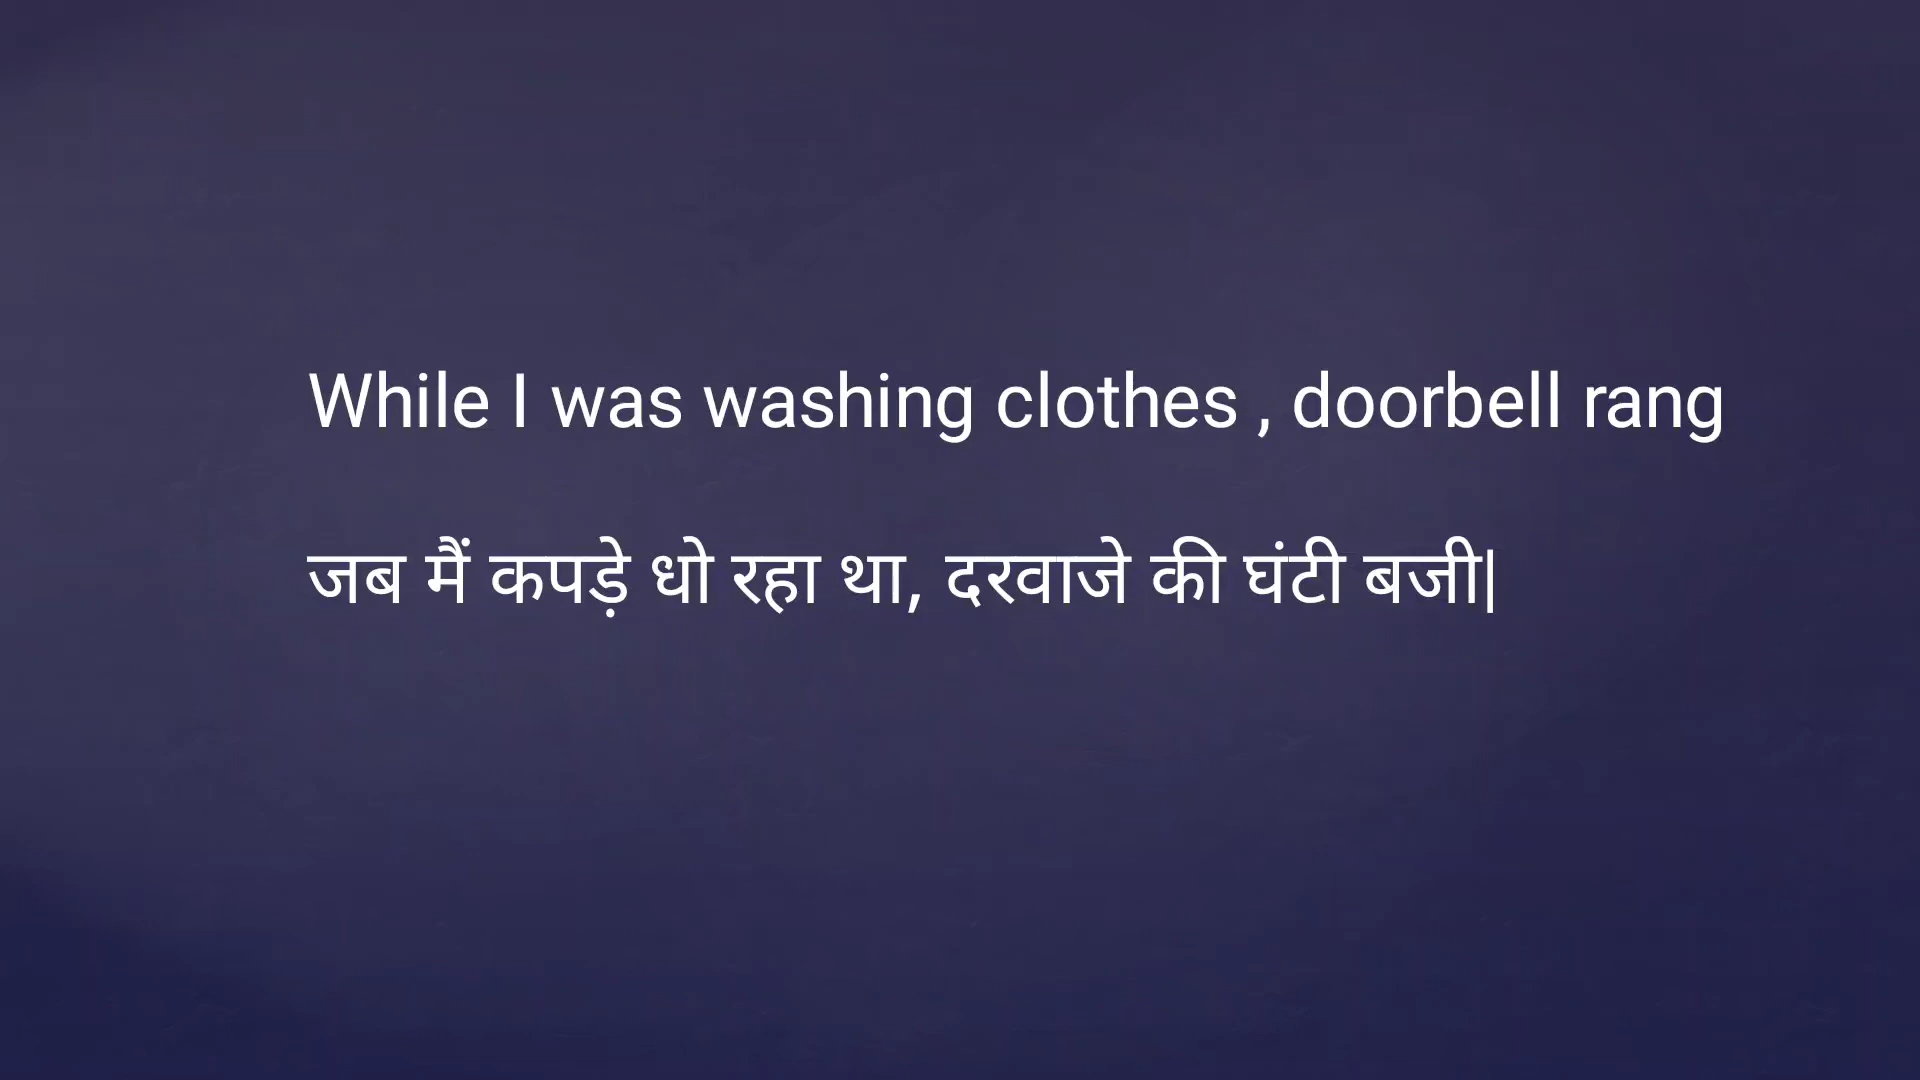 While I was washing clothes , doorbell rang
जब मैं कपड़े धो रहा था, दरवाजे की घंटी बजी|